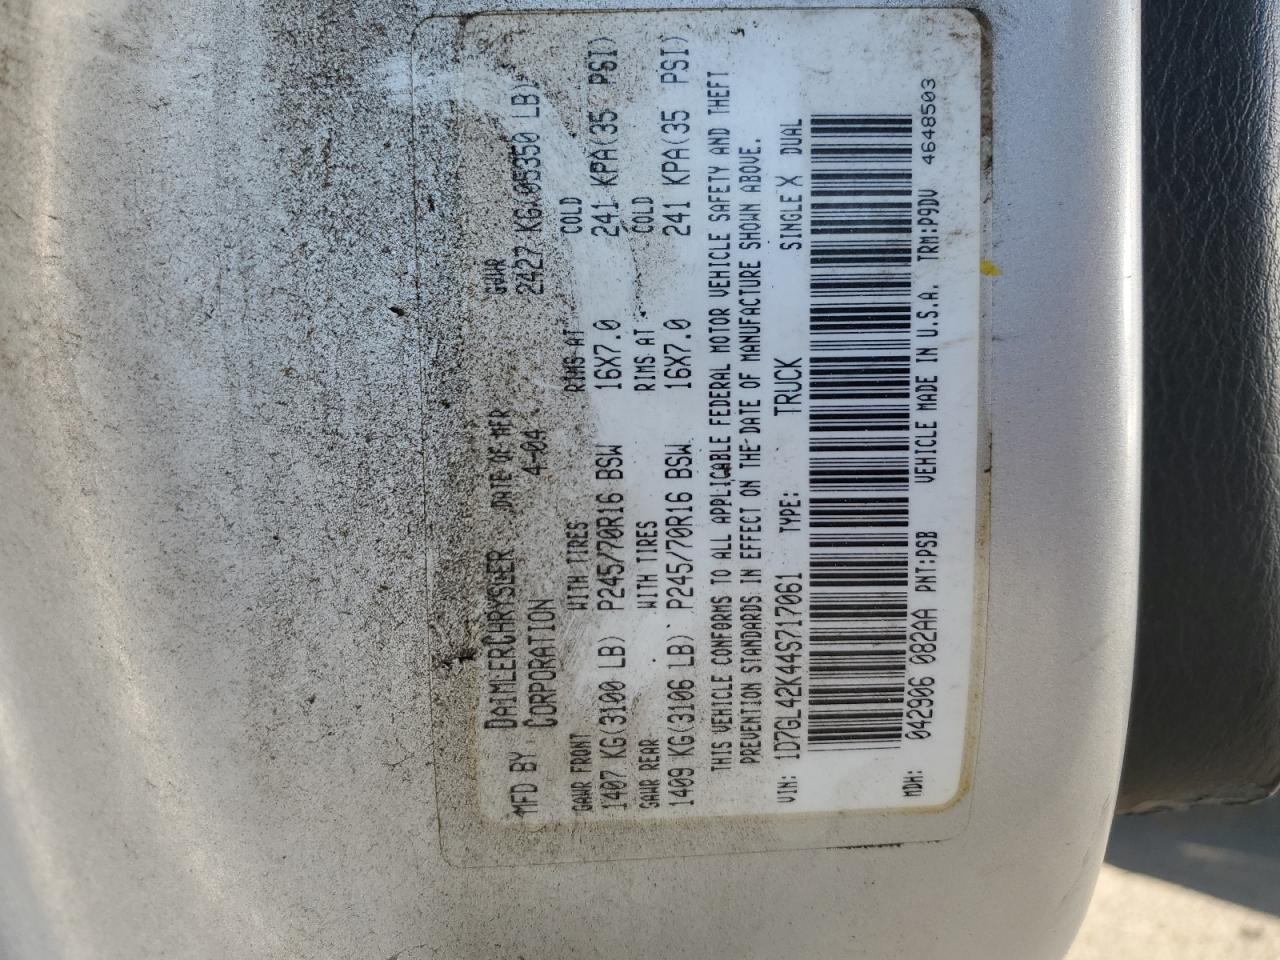 MFD BY DAIMLERCHRYSLER DATE OF MFR GVWR
CORPORATION 4-04 2427 KG(05350 LB)
GAWR FRONT WITH TIRES RIMS AT COLD
1407 KG(3100 LB) P245/70R16 BSW 16X7.0 241 KPA(35 PSI)
GAWR REAR WITH TIRES RIMS AT COLD
1409 KG(3106 LB) P245/70R16 BSW 16X7.0 241 KPA(35 PSI)
THIS VEHICLE CONFORMS TO ALL APPLICABLE FEDERAL MOTOR VEHICLE SAFETY AND THEFT
PREVENTION STANDARDS IN EFFECT ON THE DATE OF MANUFACTURE SHOWN ABOVE.
VIN: 1D7GL42K44S717061 TYPE: TRUCK SINGLE X DUAL
MDH: 042906 082AA PNT:PSB VEHICLE MADE IN U.S.A. TRM:P9DV 4648503